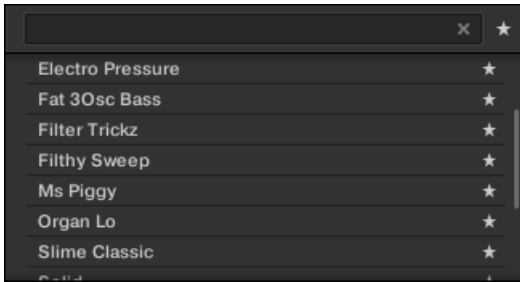 Electro Pressure
Fat 3Osc Bass
Filter Trickz
Filthy Sweep
Ms Piggy
Organ Lo
Slime Classic